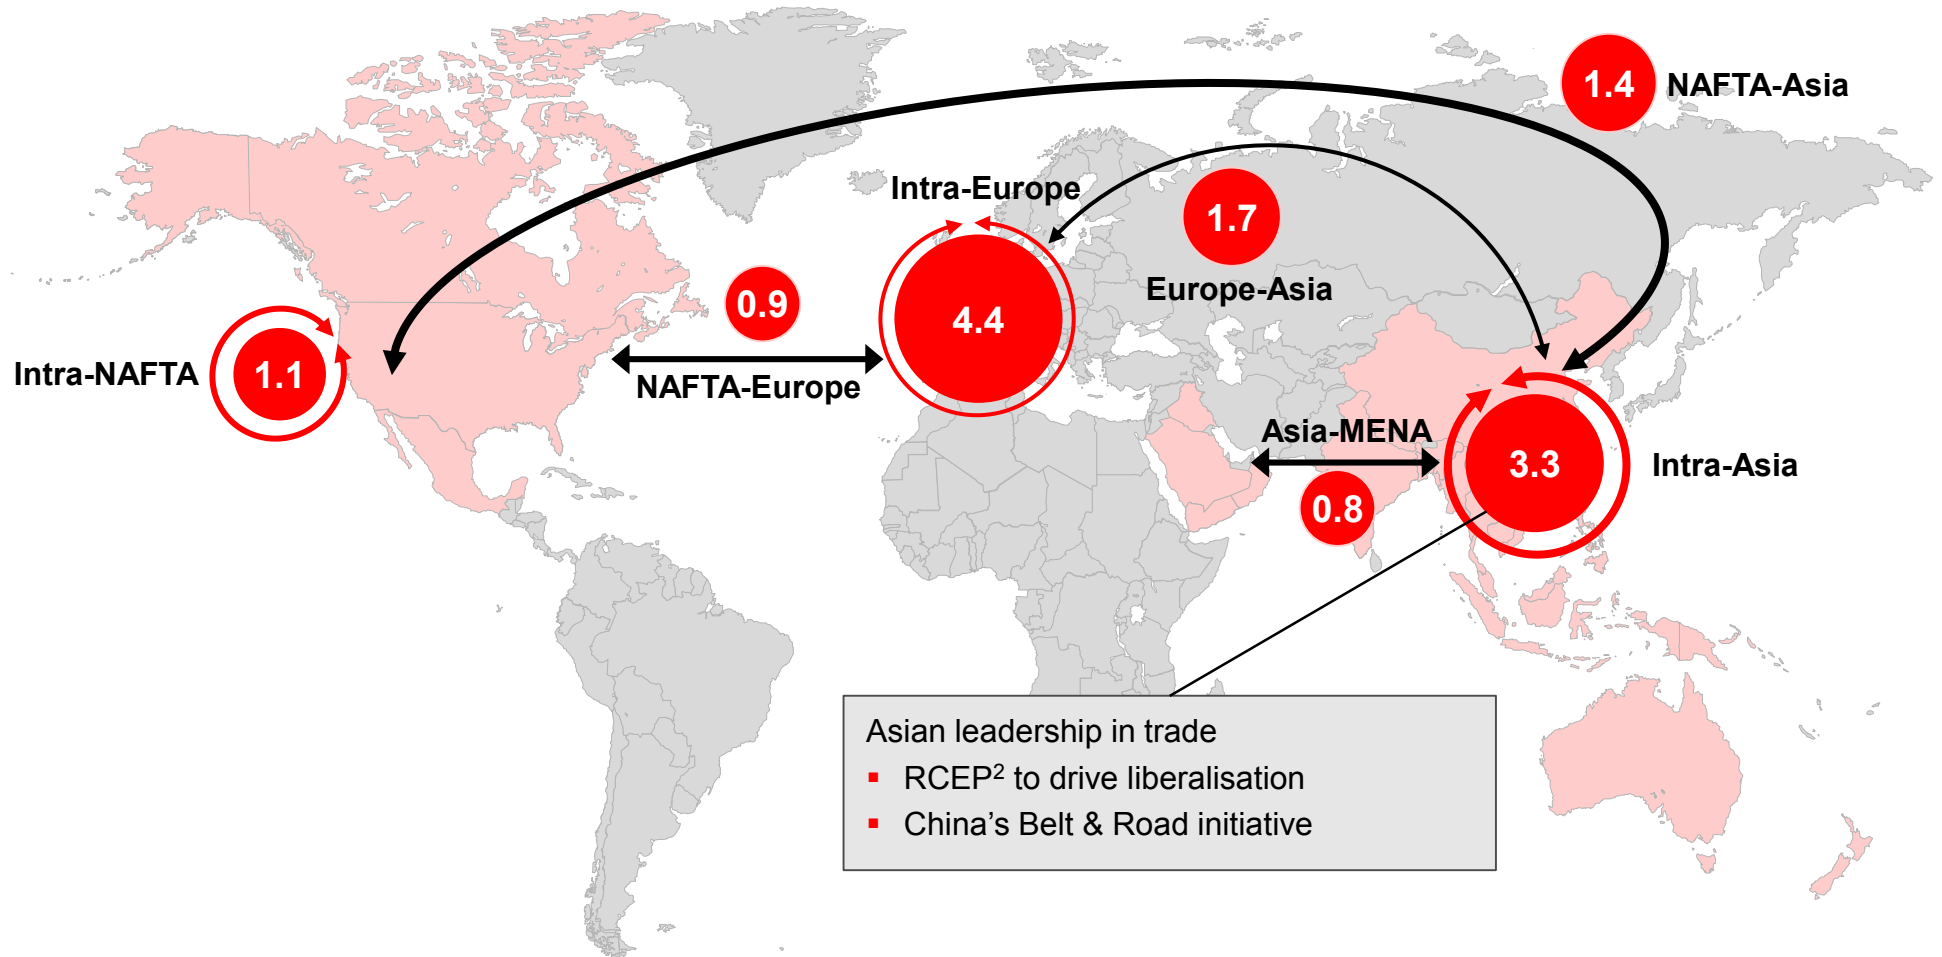 1.4
NAFTA-Asia
Intra-Europe
1.7
Europe-Asia
0.9
4.4
Intra-NAFTA
1.1
NAFTA-Europe
Asia-MENA
3.3
Intra-Asia
0.8
Asian leadership in trade
▪ RCEP² to drive liberalisation
▪ China’s Belt & Road initiative